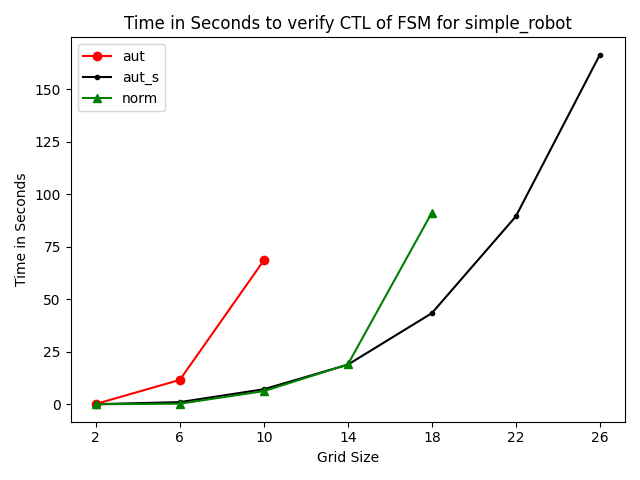 Time in Seconds to verify CTL of FSM for simple_robot
aut
aut_s
norm
Time in Seconds
150
125
100
75
50
25
0
2 6 10 14 18 22 26
Grid Size